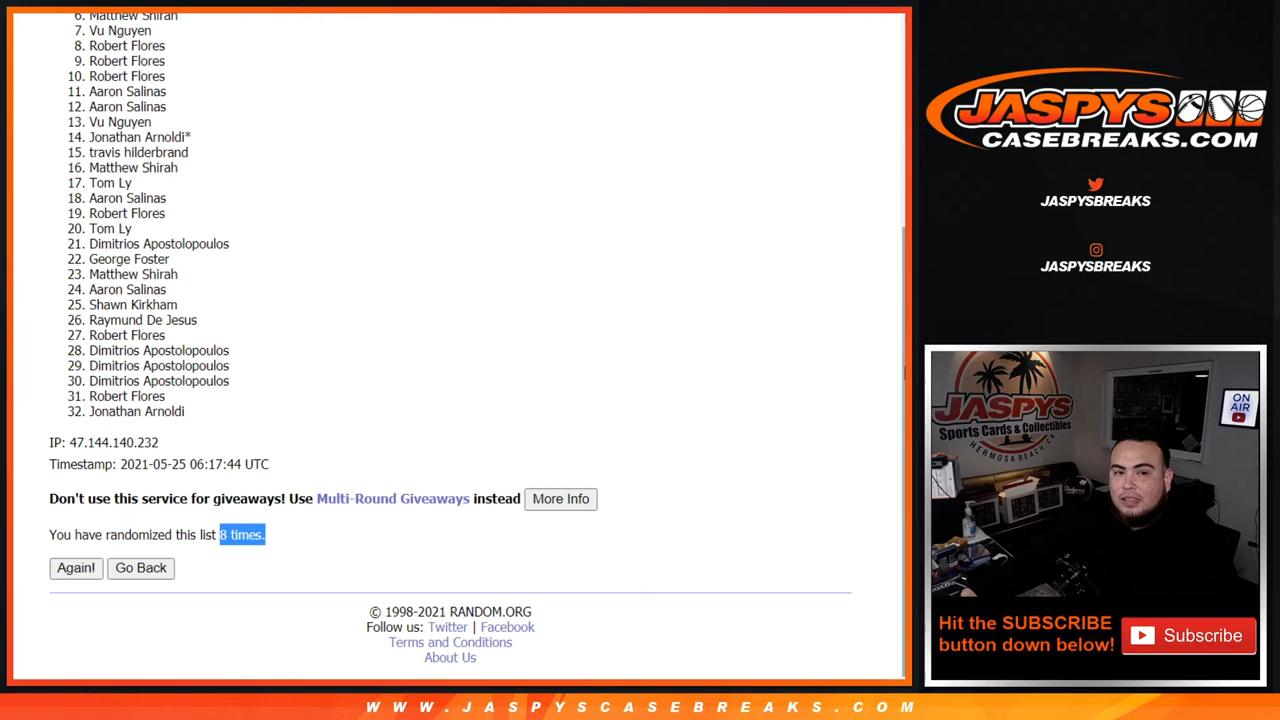 6. Matthew Shirah
7. Vu Nguyen
8. Robert Flores
9. Robert Flores
10. Robert Flores
11. Aaron Salinas
12. Aaron Salinas
13. Vu Nguyen
14. Jonathan Arnoldi*
15. travis hilderbrand
16. Matthew Shirah
17. Tom Ly
18. Aaron Salinas
19. Robert Flores
20. Tom Ly
21. Dimitrios Apostolopoulos
22. George Foster
23. Matthew Shirah
24. Aaron Salinas
25. Shawn Kirkham
26. Raymund De Jesus
27. Robert Flores
28. Dimitrios Apostolopoulos
29. Dimitrios Apostolopoulos
30. Dimitrios Apostolopoulos
31. Robert Flores
32. Jonathan Arnoldi
IP: 47.144.140.232
Timestamp: 2021-05-25 06:17:44 UTC
Don't use this service for giveaways! Use Multi-Round Giveaways instead More Info
You have randomized this list 8 times.
Again! Go Back
© 1998-2021 RANDOM.ORG
Follow us: Twitter | Facebook
Terms and Conditions
About Us
JASPYS
CASEBREAKS.COM
JASPYSBREAKS
JASPYSBREAKS
JASPYS
Sports Cards & Collectibles
HERMOSA BEACH, CA
ON
AIR
Hit the SUBSCRIBE
button down below!
Subscribe
WWW.JASPYSCASEBREAKS.COM